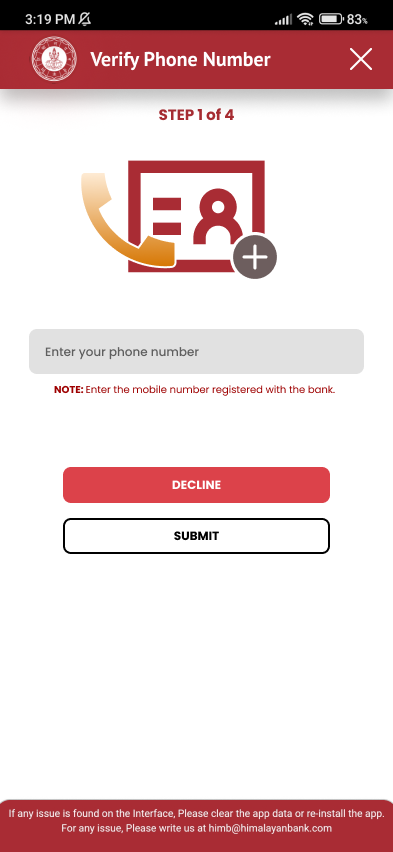 3:19 PM
83%
Verify Phone Number
STEP 1 of 4
Enter your phone number
NOTE: Enter the mobile number registered with the bank.
DECLINE
SUBMIT
If any issue is found on the Interface, Please clear the app data or re-install the app.
For any issue, Please write us at himb@himalayanbank.com